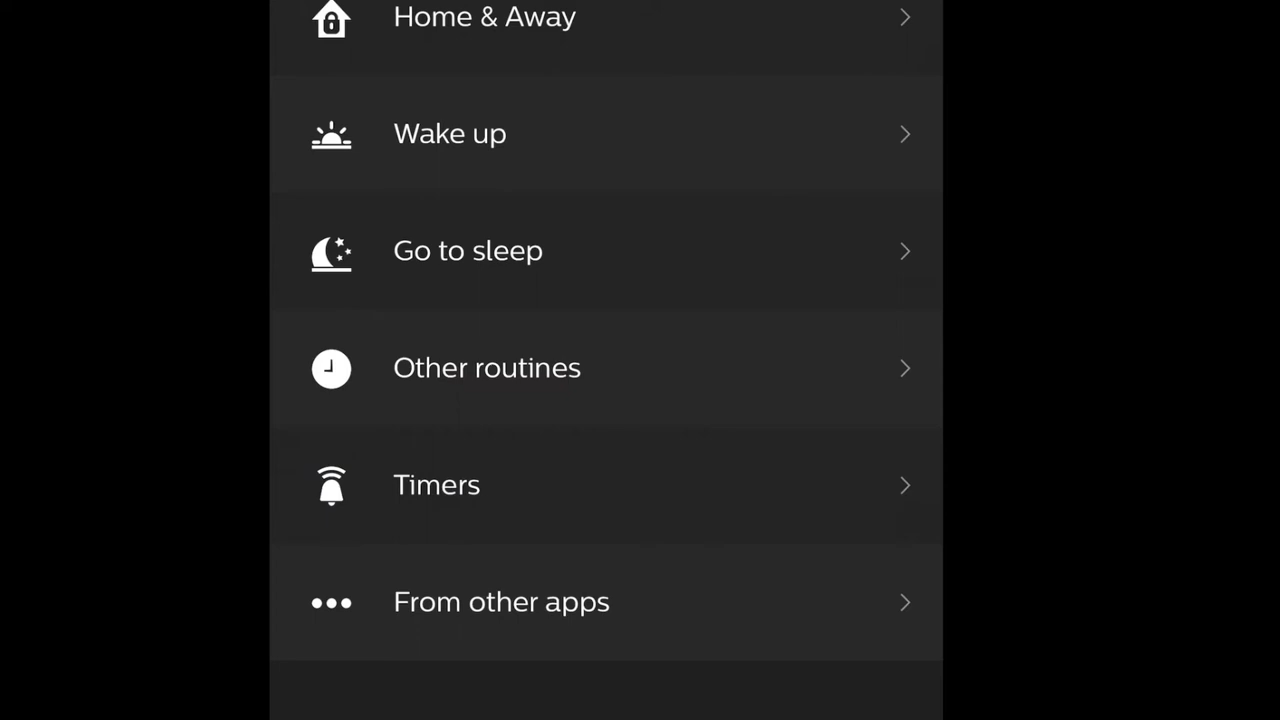 Home & Away
Wake up
Go to sleep
Other routines
Timers
From other apps